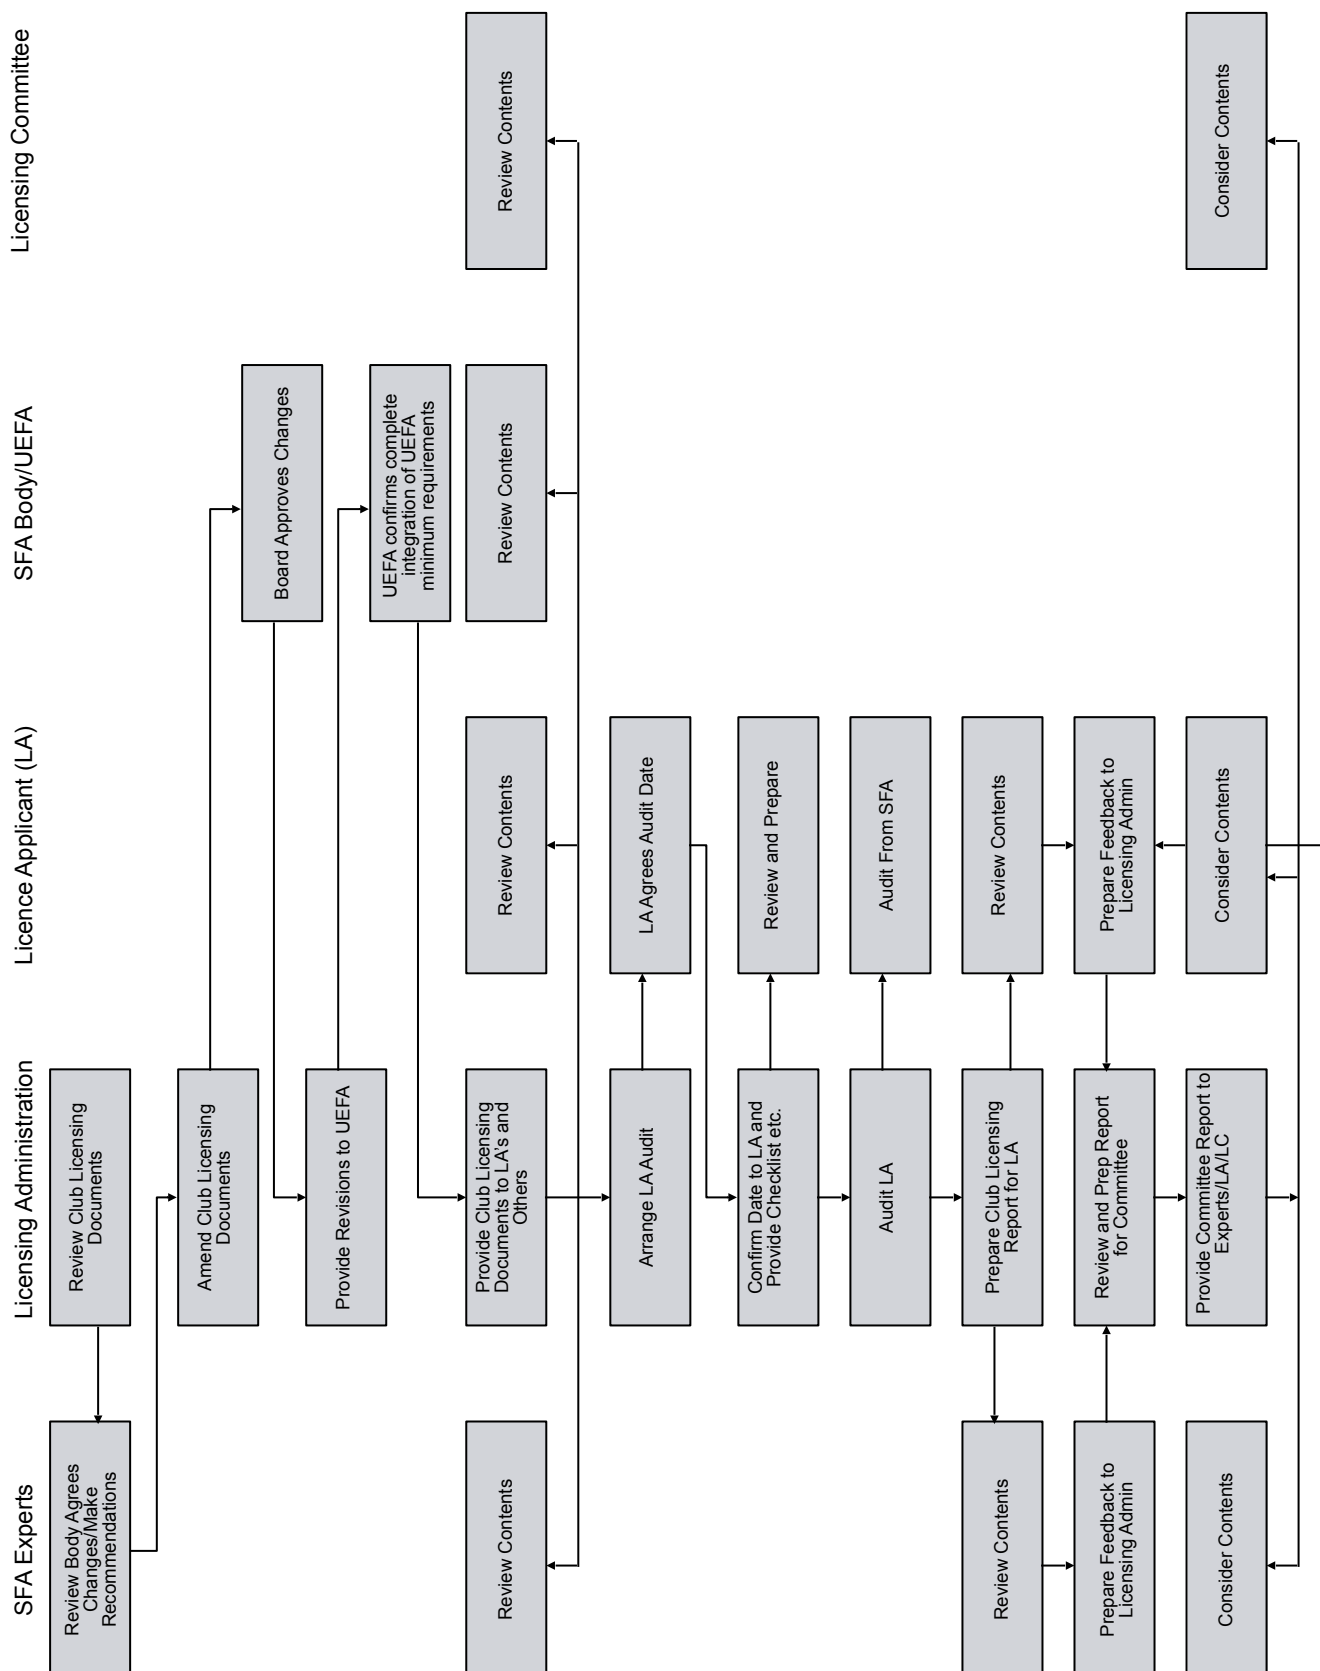 SFA Experts
Licensing Administration
Licence Applicant (LA)
SFA Body/UEFA
Licensing Committee
Review Body Agrees
Changes/Make
Recommendations
Review Club Licensing
Documents
Amend Club Licensing
Documents
Board Approves Changes
Provide Revisions to UEFA
UEFA confirms complete
integration of UEFA
minimum requirements
Review Contents
Provide Club Licensing
Documents to LA's and
Others
Review Contents
Review Contents
Review Contents
Arrange LA Audit
LA Agrees Audit Date
Confirm Date to LA and
Provide Checklist etc.
Review and Prepare
Audit LA
Audit From SFA
Review Contents
Prepare Club Licensing
Report for LA
Review Contents
Prepare Feedback to
Licensing Admin
Review and Prep Report
for Committee
Prepare Feedback to
Licensing Admin
Consider Contents
Provide Committee Report to
Experts/LA/LC
Consider Contents
Consider Contents